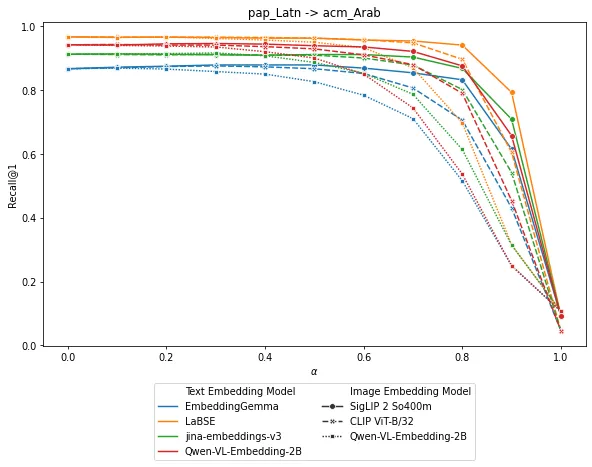 pap_Latn -> acm_Arab
Recall@1
1.0
0.8
0.6
0.4
0.2
0.0
0.0 0.2 0.4 0.6 0.8 1.0
α
Text Embedding Model Image Embedding Model
EmbeddingGemma SigLIP 2 So400m
LaBSE CLIP ViT-B/32
jina-embeddings-v3 Qwen-VL-Embedding-2B
Qwen-VL-Embedding-2B